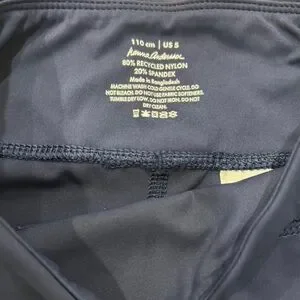 110 cm | US 5
Hanna Andersson
80% RECYCLED NYLON
20% SPANDEX
Made in Bangladesh
MACHINE WASH COLD GENTLE CYCLE. DO
NOT BLEACH. DO NOT USE FABRIC SOFTENERS.
TUMBLE DRY LOW. DO NOT IRON. DO NOT
DRY CLEAN.